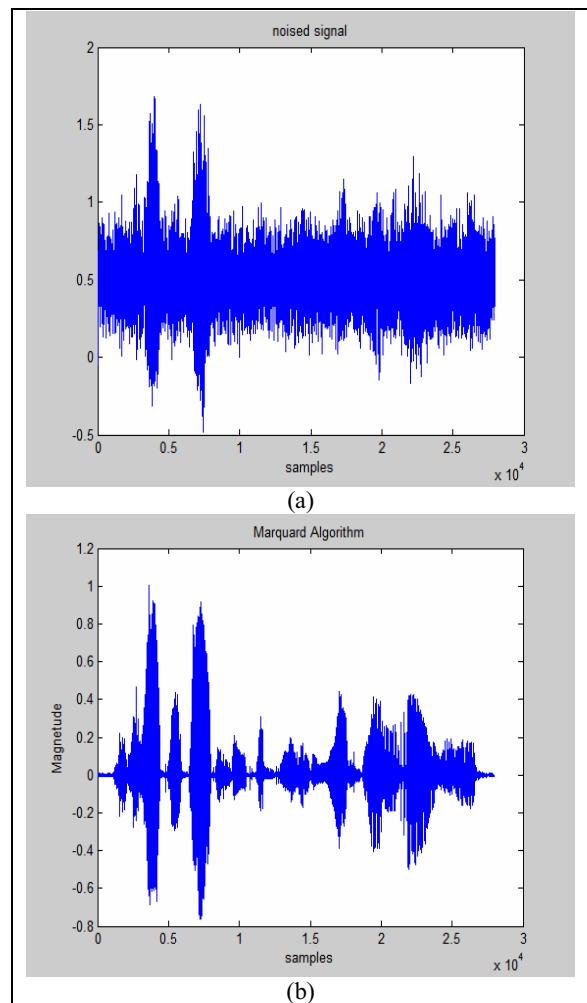 noised signal
2
1.5
1
0.5
0
-0.5
0 0.5 1 1.5 2 2.5 3
samples
x 10^4
(a)
Marquard Algorithm
1.2
1
0.8
0.6
0.4
0.2
0
-0.2
-0.4
-0.6
-0.8
Magnetude
0 0.5 1 1.5 2 2.5 3
samples
x 10^4
(b)